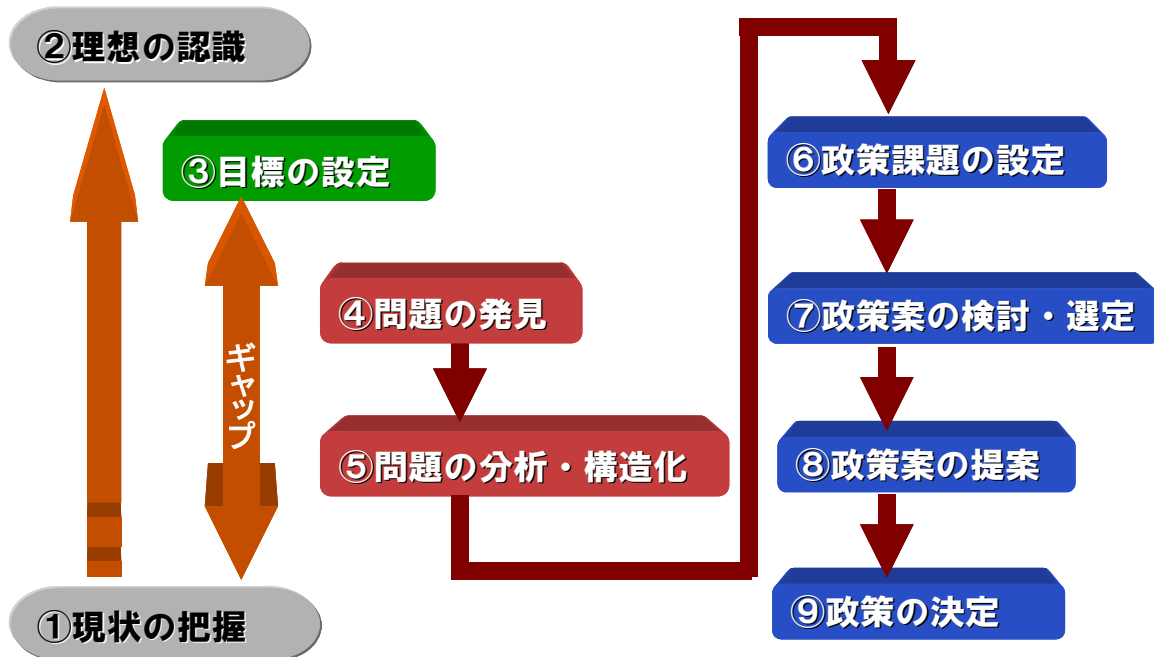 ②理想の認識
③目標の設定
④問題の発見
ギャップ
⑤問題の分析・構造化
①現状の把握
⑥政策課題の設定
⑦政策案の検討・選定
⑧政策案の提案
⑨政策の決定